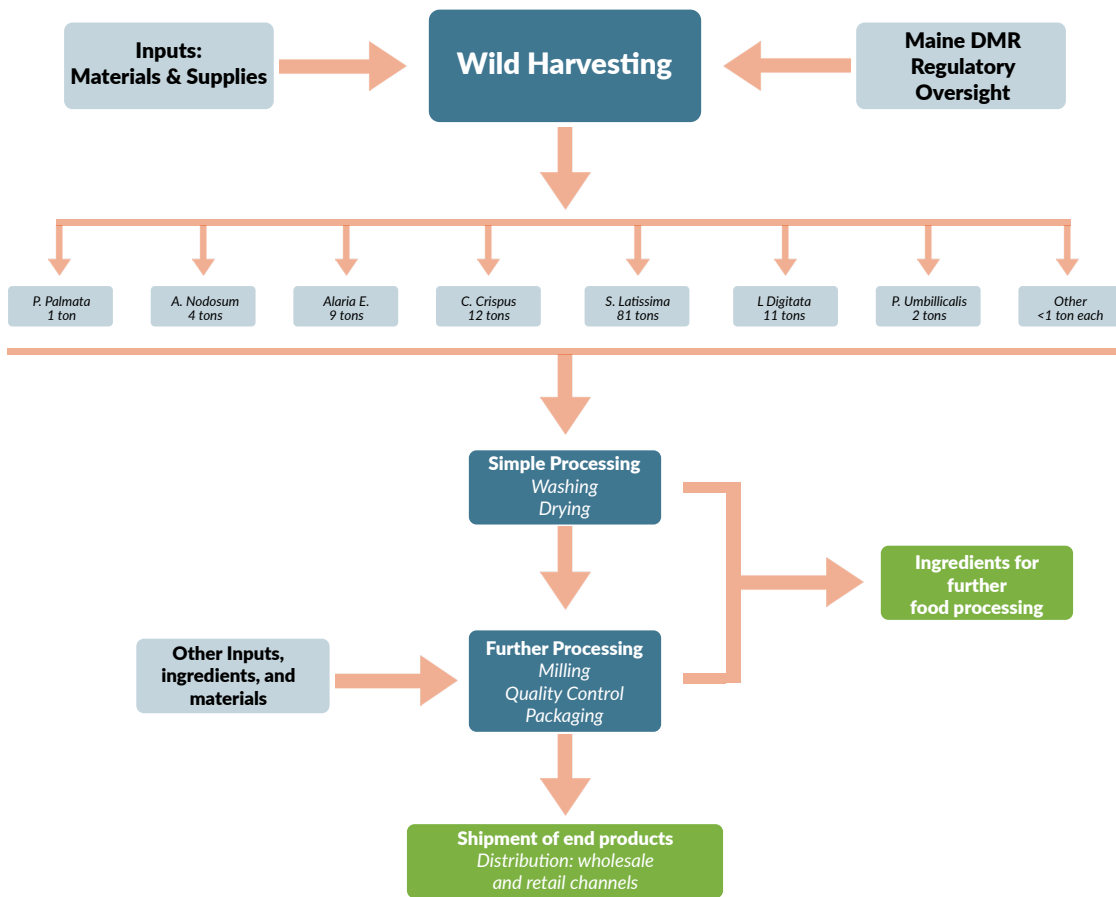 Inputs:
Materials & Supplies
Wild Harvesting
Maine DMR
Regulatory
Oversight
P. Palmata
1 ton
A. Nodosum
4 tons
Alaria E.
9 tons
C. Crispus
12 tons
S. Latissima
81 tons
L Digitata
11 tons
P. Umbillicalis
2 tons
Other
<1 ton each
Simple Processing
Washing
Drying
Ingredients for
further
food processing
Other Inputs,
ingredients, and
materials
Further Processing
Milling
Quality Control
Packaging
Shipment of end products
Distribution: wholesale
and retail channels